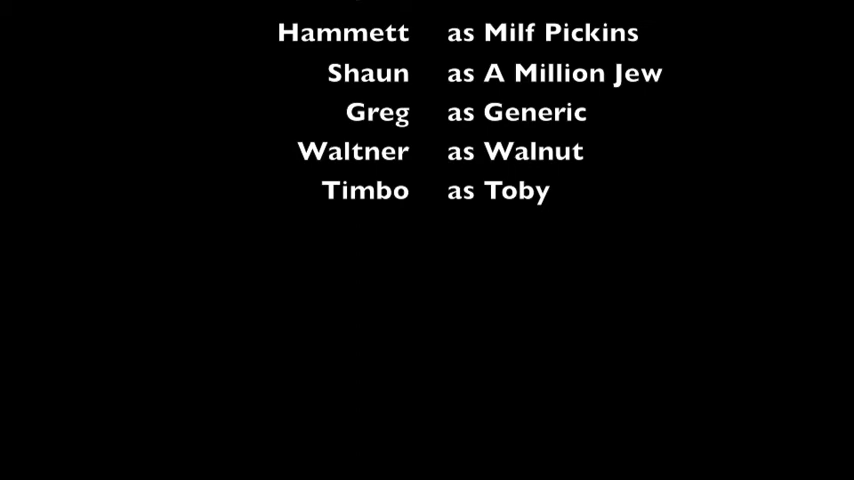 Hammett as Milf Pickins
Shaun as A Million Jew
Greg as Generic
Waltner as Walnut
Timbo as Toby